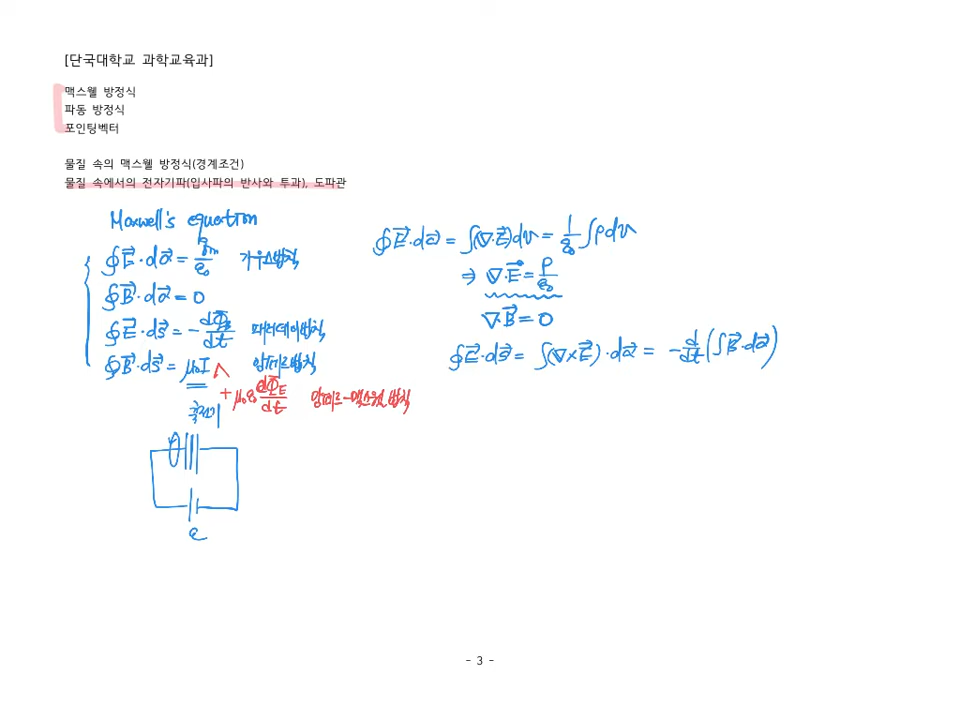 [단국대학교 과학교육과]
맥스웰 방정식
파동 방정식
포인팅벡터
물질 속의 맥스웰 방정식(경계조건)
물질 속에서의 전자기파(입사파의 반사와 투과), 도파관
Maxwell's equation
∮E⃗·da⃗ = q_in/ε₀ 가우스법칙
∮B⃗·da⃗ = 0
∮E⃗·ds⃗ = -dΦ_B/dt 패러데이법칙
∮B⃗·ds⃗ = μ₀I 암페르법칙
+ μ₀ε₀ dΦ_E/dt 암페르-맥스웰 법칙
축전기
ε
∮E⃗·da⃗ = ∫(∇·E⃗)dv = 1/ε₀ ∫ρdv
⇒ ∇·E⃗ = ρ/ε₀
∇·B⃗ = 0
∮E⃗·ds⃗ = ∫(∇×E⃗)·da⃗ = -d/dt(∫B⃗·da⃗)
- 3 -